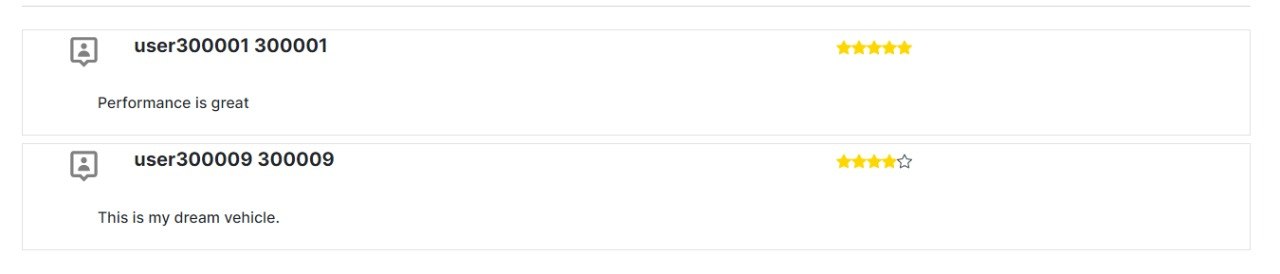 user300001 300001
Performance is great
user300009 300009
This is my dream vehicle.